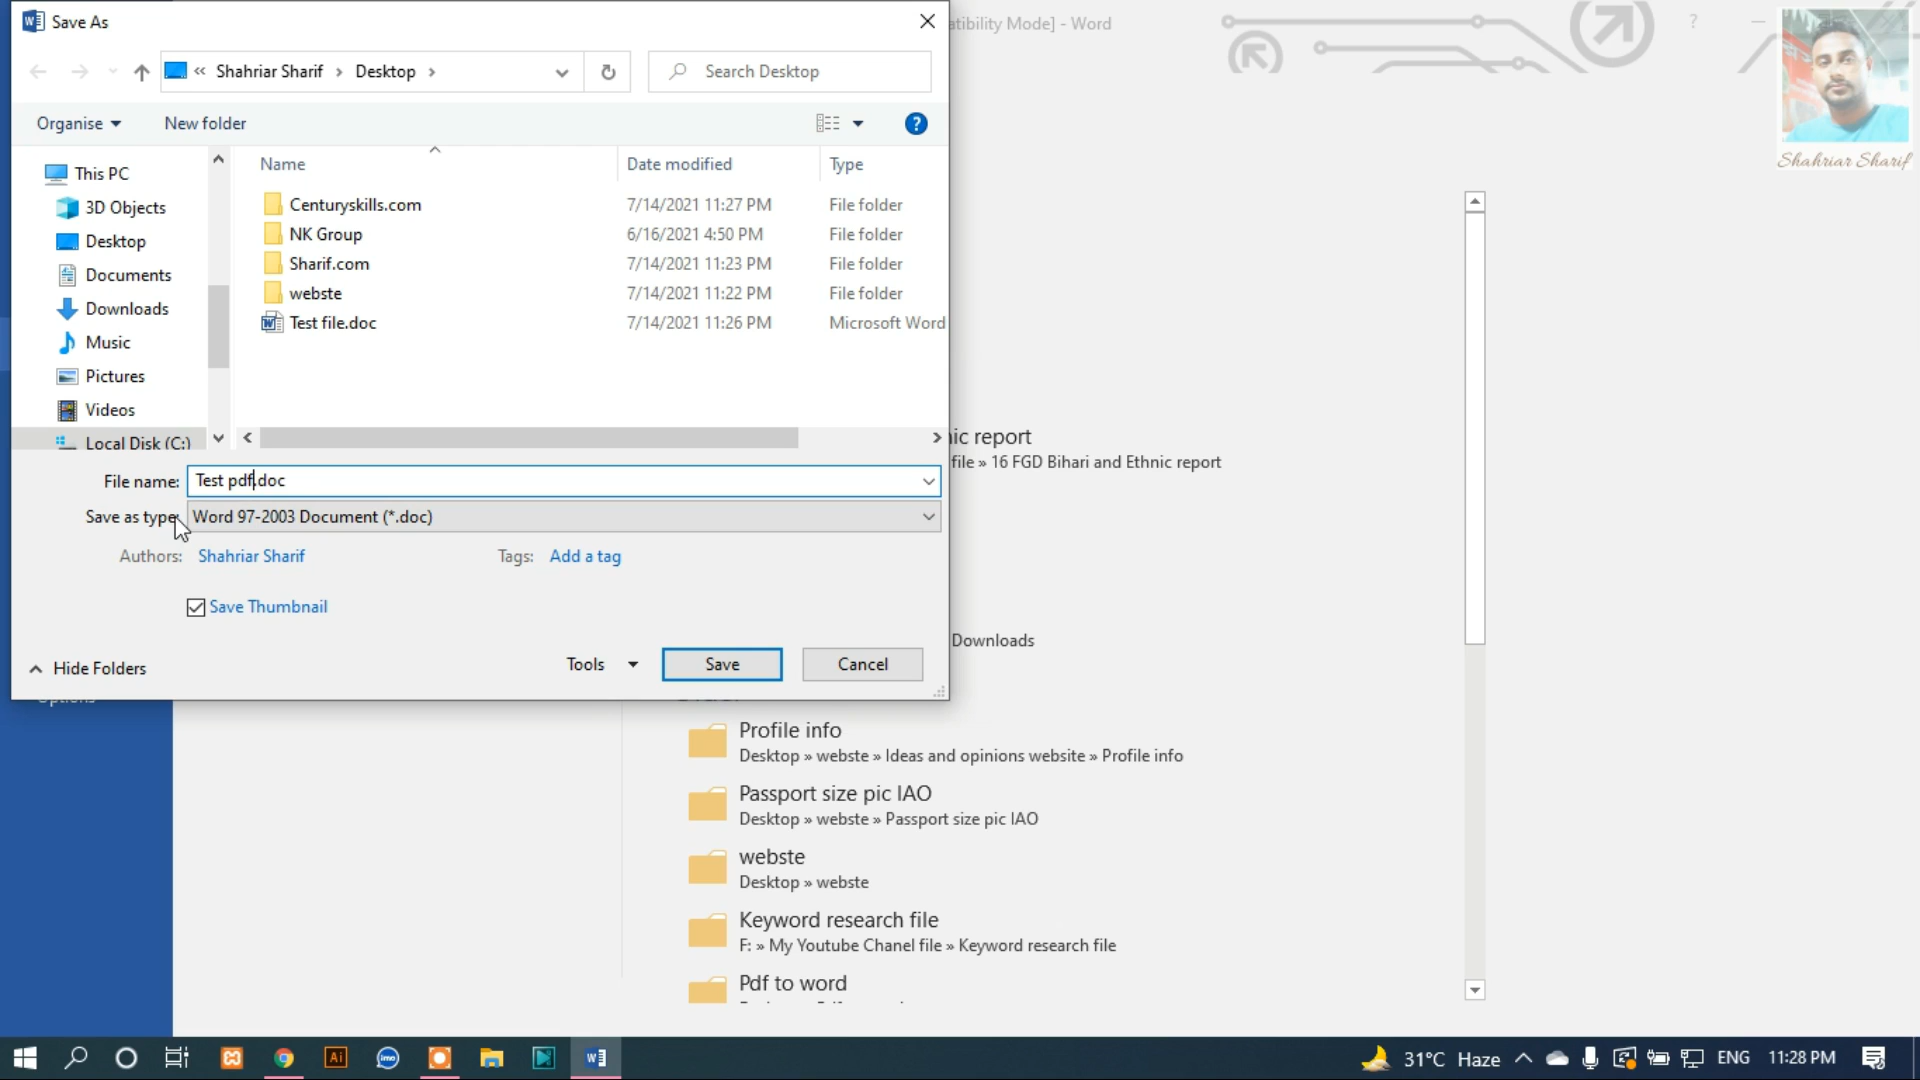 Save As
atibility Mode] - Word
?
Shahriar Sharif
« Shahriar Sharif › Desktop ›
Search Desktop
Organise
New folder
?
This PC
3D Objects
Desktop
Documents
Downloads
Music
Pictures
Videos
Local Disk (C:)
Name Date modified Type
Centuryskills.com 7/14/2021 11:27 PM File folder
NK Group 6/16/2021 4:50 PM File folder
Sharif.com 7/14/2021 11:23 PM File folder
webste 7/14/2021 11:22 PM File folder
Test file.doc 7/14/2021 11:26 PM Microsoft Word
File name: Test pdf.doc
Save as type: Word 97-2003 Document (*.doc)
Authors: Shahriar Sharif Tags: Add a tag
Save Thumbnail
Hide Folders
Tools
Save
Cancel
Options
nic report
file » 16 FGD Bihari and Ethnic report
Downloads
Profile info
Desktop » webste » Ideas and opinions website » Profile info
Passport size pic IAO
Desktop » webste » Passport size pic IAO
webste
Desktop » webste
Keyword research file
F: » My Youtube Chanel file » Keyword research file
Pdf to word
Ai
imo
31°C Haze
ENG
11:28 PM